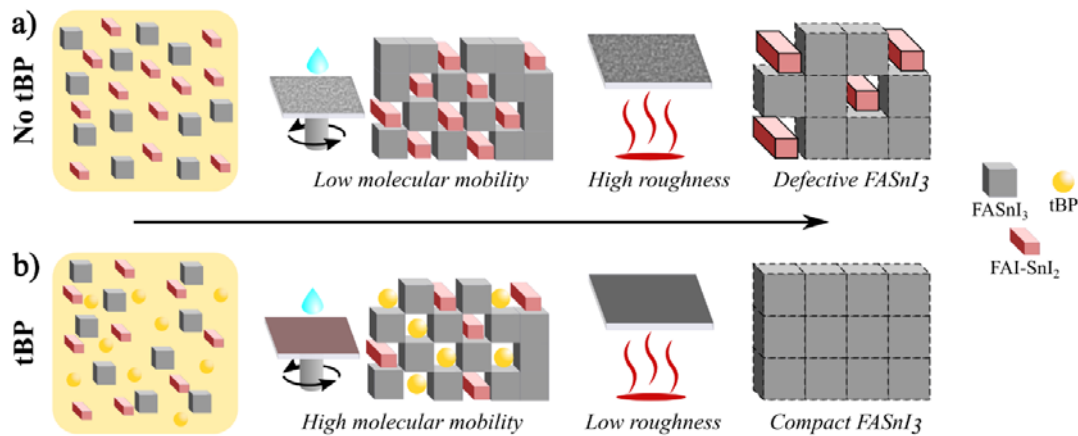 a)
No tBP
Low molecular mobility
High roughness
Defective FASnI3
FASnI₃
tBP
FAI-SnI₂
b)
tBP
High molecular mobility
Low roughness
Compact FASnI3